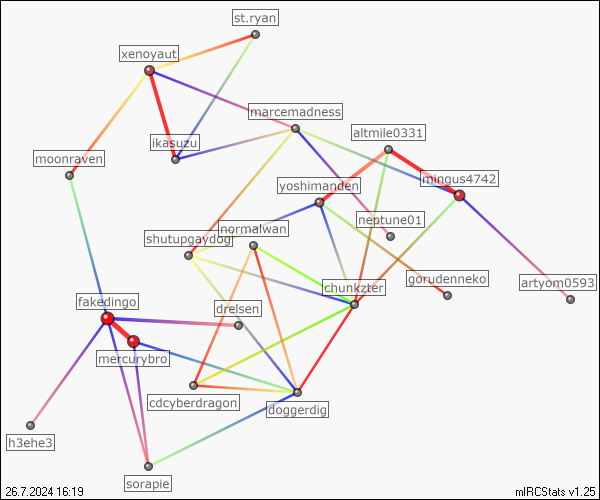 st.ryan
xenoyaut
marcemadness
altmile0331
ikasuzu
moonraven
mingus4742
yoshimanden
neptune01
normalwan
shutupgaydog
gorudenneko
artyom0593
chunkzter
fakedingo
drelsen
mercurybro
cdcyberdragon
doggerdig
h3ehe3
sorapie
26.7.2024 16:19
mIRCStats v1.25